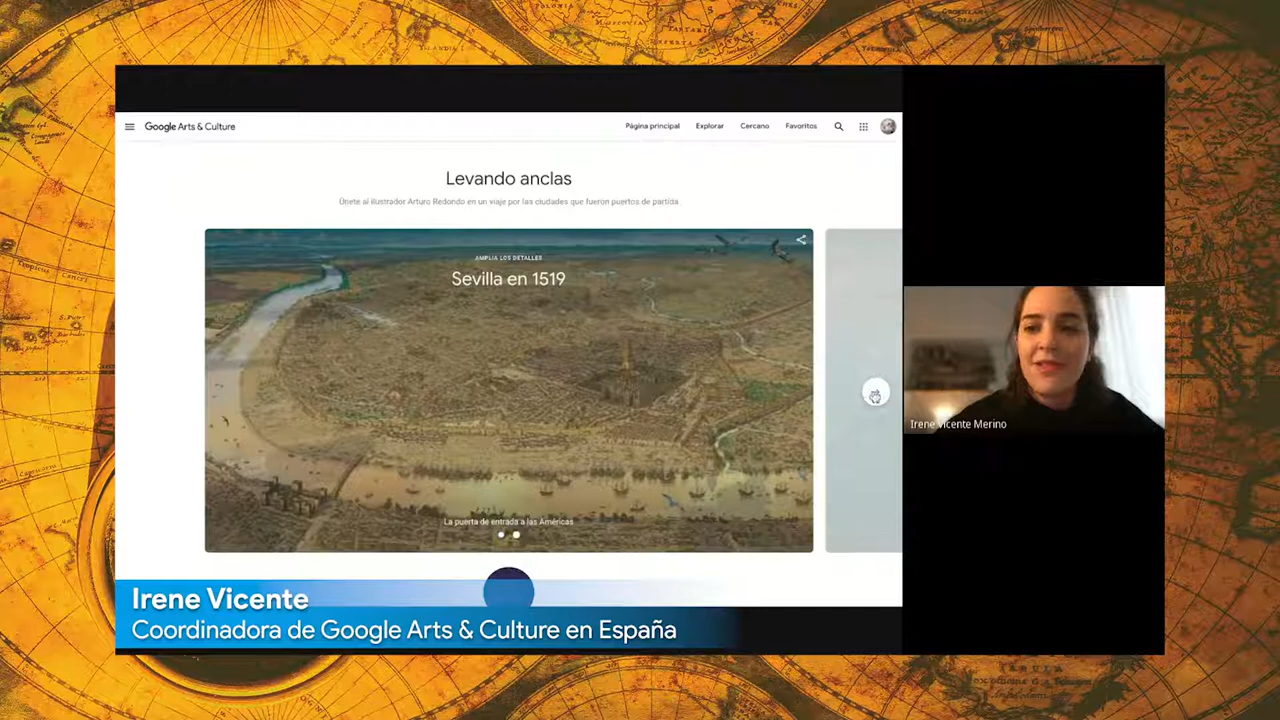 Google Arts & Culture
Página principal
Explorar
Cercano
Favoritos
Levando anclas
Únete al ilustrador Arturo Redondo en un viaje por las ciudades que fueron puertos de partida
AMPLÍA LOS DETALLES
Sevilla en 1519
La puerta de entrada a las Américas
Irene Vicente Merino
Irene Vicente
Coordinadora de Google Arts & Culture en España